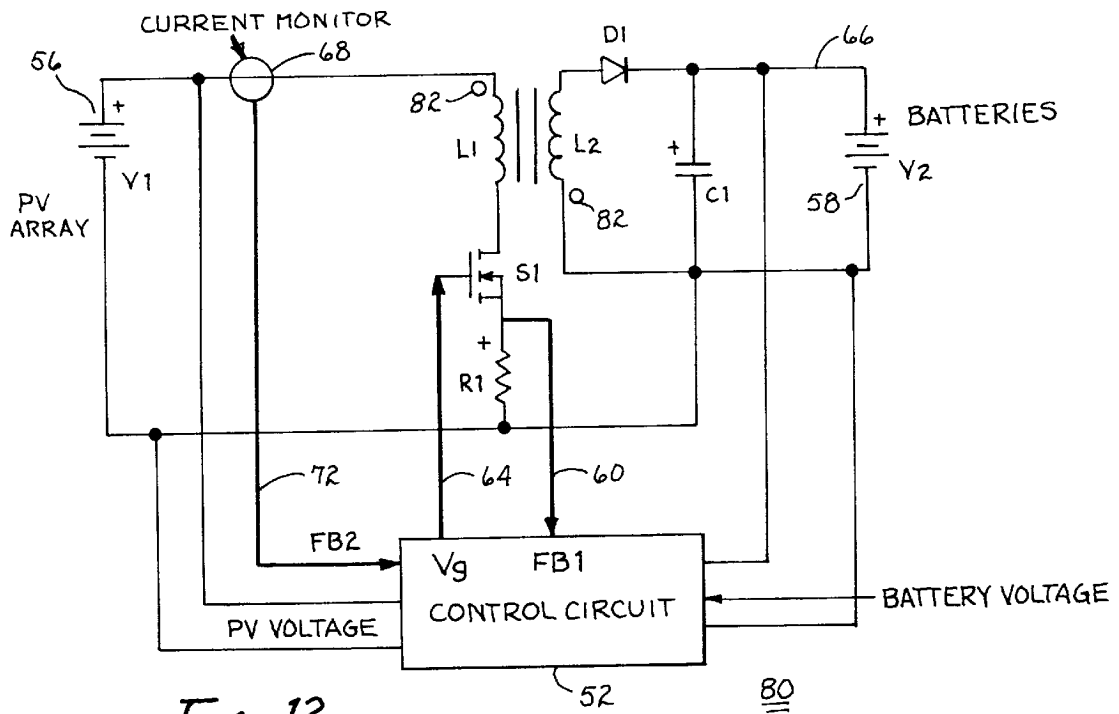 CURRENT MONITOR
68
56
+
V1
PV
ARRAY
82
L1
L2
82
D1
66
+
C1
BATTERIES
+
V2
58
S1
+
R1
72
64
60
FB2
Vg
FB1
CONTROL CIRCUIT
PV VOLTAGE
BATTERY VOLTAGE
52
80